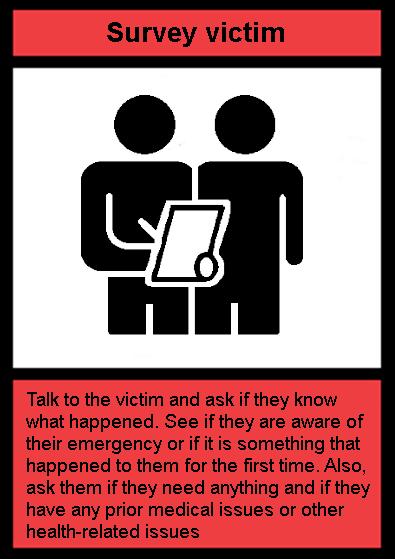 Survey victim
Talk to the victim and ask if they know
what happened. See if they are aware of
their emergency or if it is something that
happened to them for the first time. Also,
ask them if they need anything and if they
have any prior medical issues or other
health-related issues